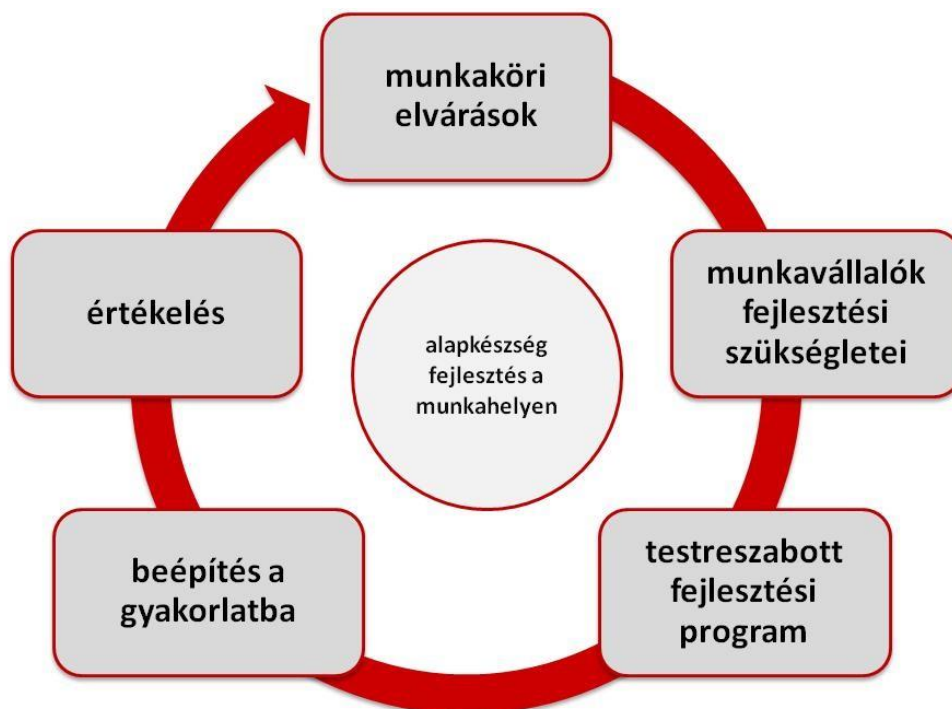 munkaköri
elvárások
munkavállalók
fejlesztési
szükségletei
testreszabott
fejlesztési
program
beépítés a
gyakorlatba
értékelés
alapkészség
fejlesztés a
munkahelyen